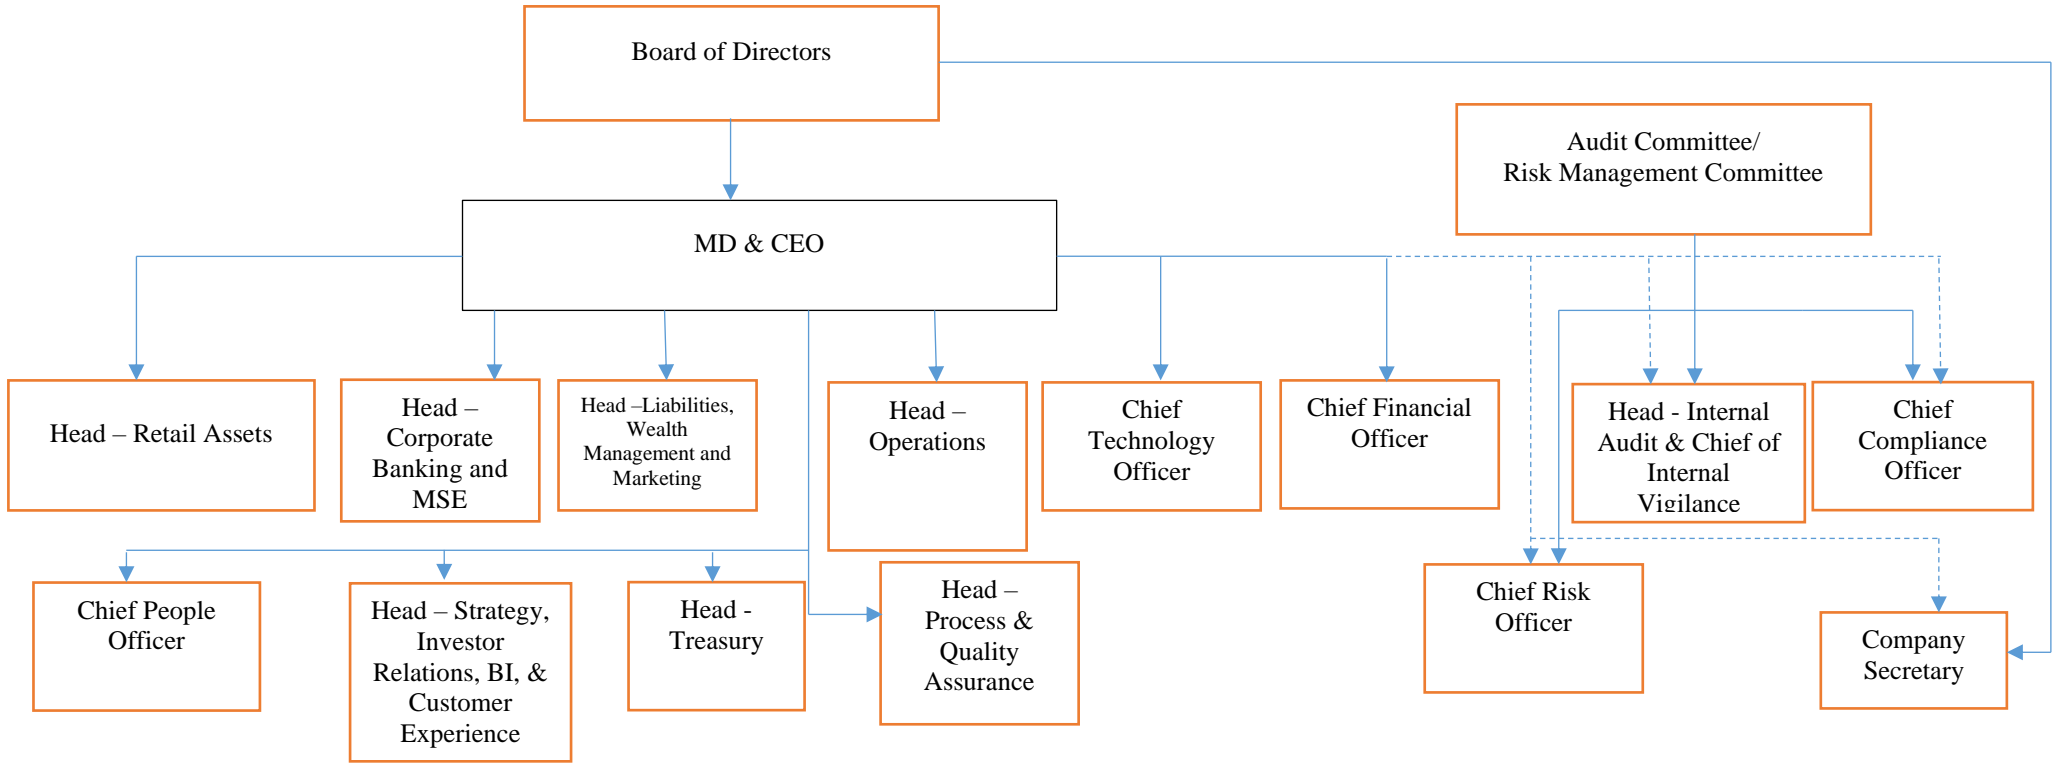 Board of Directors
Audit Committee/
Risk Management Committee
MD & CEO
Head – Retail Assets
Head –
Corporate
Banking and
MSE
Head –Liabilities,
Wealth
Management and
Marketing
Head –
Operations
Chief
Technology
Officer
Chief Financial
Officer
Head - Internal
Audit & Chief of
Internal
Vigilance
Chief
Compliance
Officer
Chief People
Officer
Head – Strategy,
Investor
Relations, BI, &
Customer
Experience
Head -
Treasury
Head –
Process &
Quality
Assurance
Chief Risk
Officer
Company
Secretary